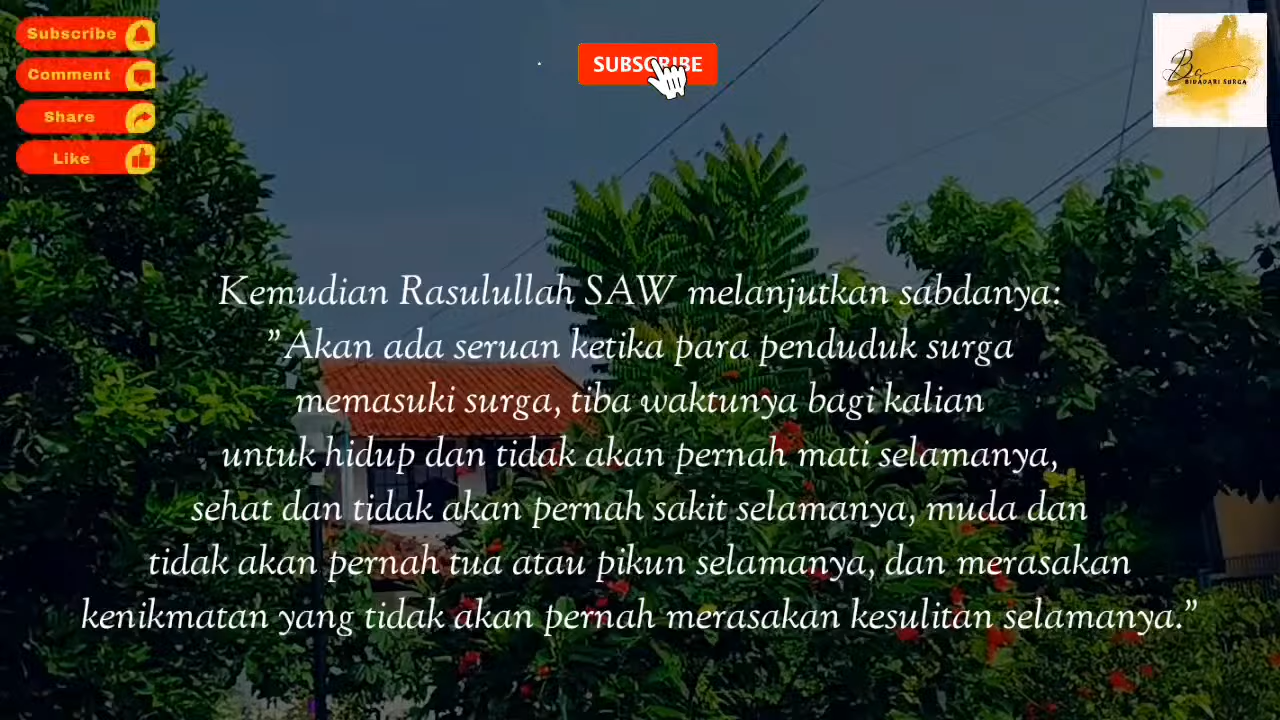 Subscribe
Comment
Share
Like
SUBSCRIBE
Bs
BIDADARI SURGA
Kemudian Rasulullah SAW melanjutkan sabdanya:
"Akan ada seruan ketika para penduduk surga
memasuki surga, tiba waktunya bagi kalian
untuk hidup dan tidak akan pernah mati selamanya,
sehat dan tidak akan pernah sakit selamanya, muda dan
tidak akan pernah tua atau pikun selamanya, dan merasakan
kenikmatan yang tidak akan pernah merasakan kesulitan selamanya."